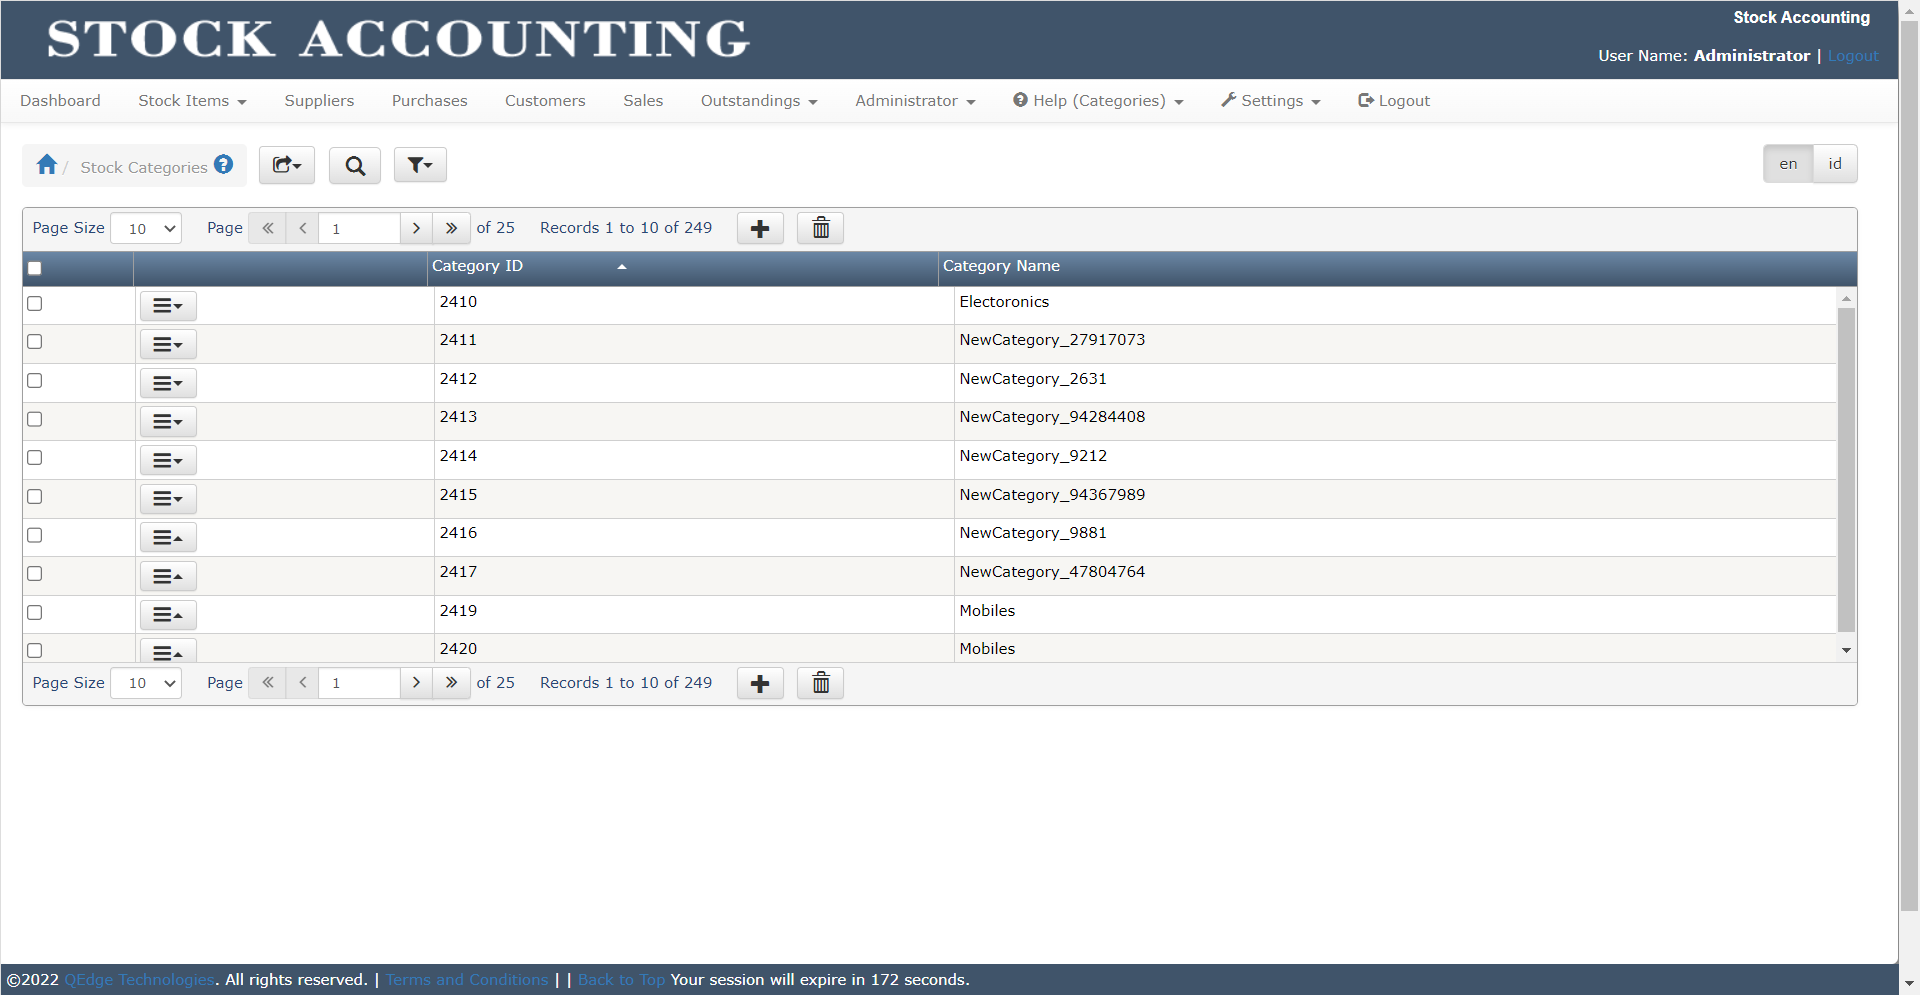 STOCK ACCOUNTING
Stock Accounting
User Name: Administrator | Logout
Dashboard Stock Items Suppliers Purchases Customers Sales Outstandings Administrator Help (Categories) Settings Logout
/ Stock Categories en id
Page Size 10 Page 1 of 25 Records 1 to 10 of 249
Category ID Category Name
2410 Electoronics
2411 NewCategory_27917073
2412 NewCategory_2631
2413 NewCategory_94284408
2414 NewCategory_9212
2415 NewCategory_94367989
2416 NewCategory_9881
2417 NewCategory_47804764
2419 Mobiles
2420 Mobiles
Page Size 10 Page 1 of 25 Records 1 to 10 of 249
©2022 QEdge Technologies. All rights reserved. | Terms and Conditions | | Back to Top Your session will expire in 172 seconds.